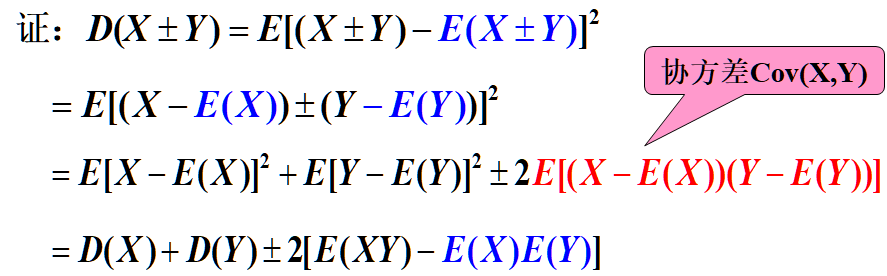 证：D(X ± Y) = E[(X ± Y) − E(X ± Y)]²
协方差Cov(X,Y)
= E[(X − E(X)) ± (Y − E(Y))]²
= E[X − E(X)]² + E[Y − E(Y)]² ± 2E[(X − E(X))(Y − E(Y))]
= D(X) + D(Y) ± 2[E(XY) − E(X)E(Y)]